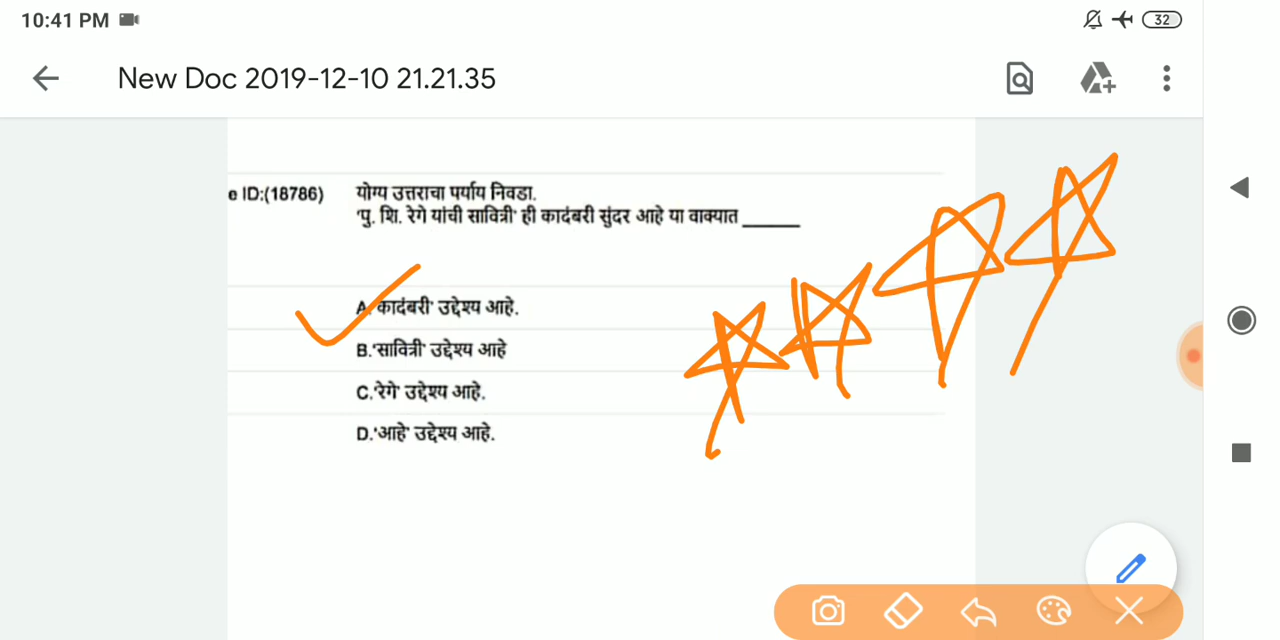 10:41 PM
32
New Doc 2019-12-10 21.21.35
e ID:(18786) योग्य उत्तराचा पर्याय निवडा.
'पु. शि. रेगे यांची सावित्री' ही कादंबरी सुंदर आहे या वाक्यात ______
A.'कादंबरी' उद्देश्य आहे.
B.'सावित्री' उद्देश्य आहे
C.'रेगे' उद्देश्य आहे.
D.'आहे' उद्देश्य आहे.